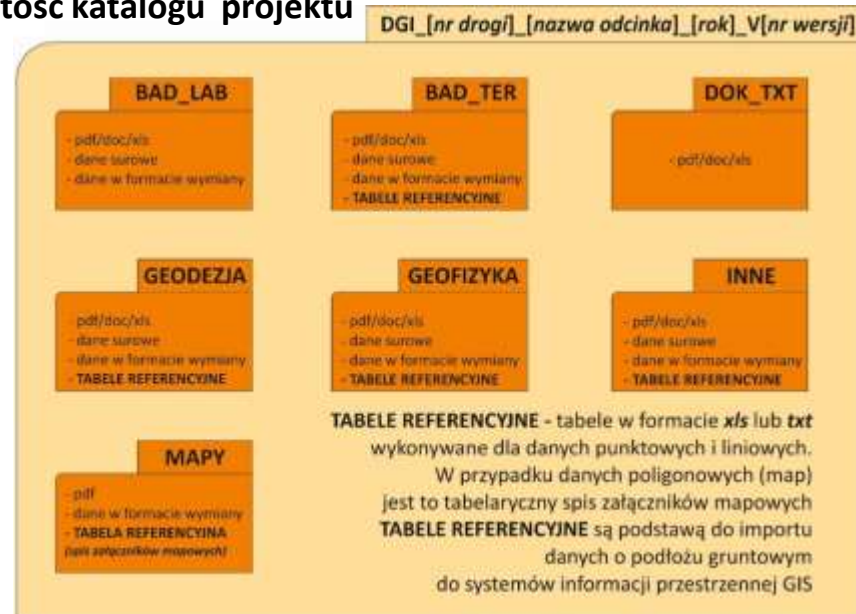 tość katalogu projektu
DGI_[nr drogi]_[nazwa odcinka]_[rok]_V[nr wersji]
BAD_LAB
- pdf/doc/xls
- dane surowe
- dane w formacie wymiany
BAD_TER
- pdf/doc/xls
- dane surowe
- dane w formacie wymiany
- TABELE REFERENCYJNE
DOK_TXT
- pdf/doc/xls
GEODEZJA
- pdf/doc/xls
- dane surowe
- dane w formacie wymiany
- TABELE REFERENCYJNE
GEOFIZYKA
- pdf/doc/xls
- dane surowe
- dane w formacie wymiany
- TABELE REFERENCYJNE
INNE
- pdf/doc/xls
- dane surowe
- dane w formacie wymiany
- TABELE REFERENCYJNE
MAPY
- pdf
- dane w formacie wymiany
- TABELA REFERENCYJNA
(spis załączników mapowych)
TABELE REFERENCYJNE - tabele w formacie xls lub txt
wykonywane dla danych punktowych i liniowych.
W przypadku danych poligonowych (map)
jest to tabelaryczny spis załączników mapowych
TABELE REFERENCYJNE są podstawą do importu
danych o podłożu gruntowym
do systemów informacji przestrzennej GIS